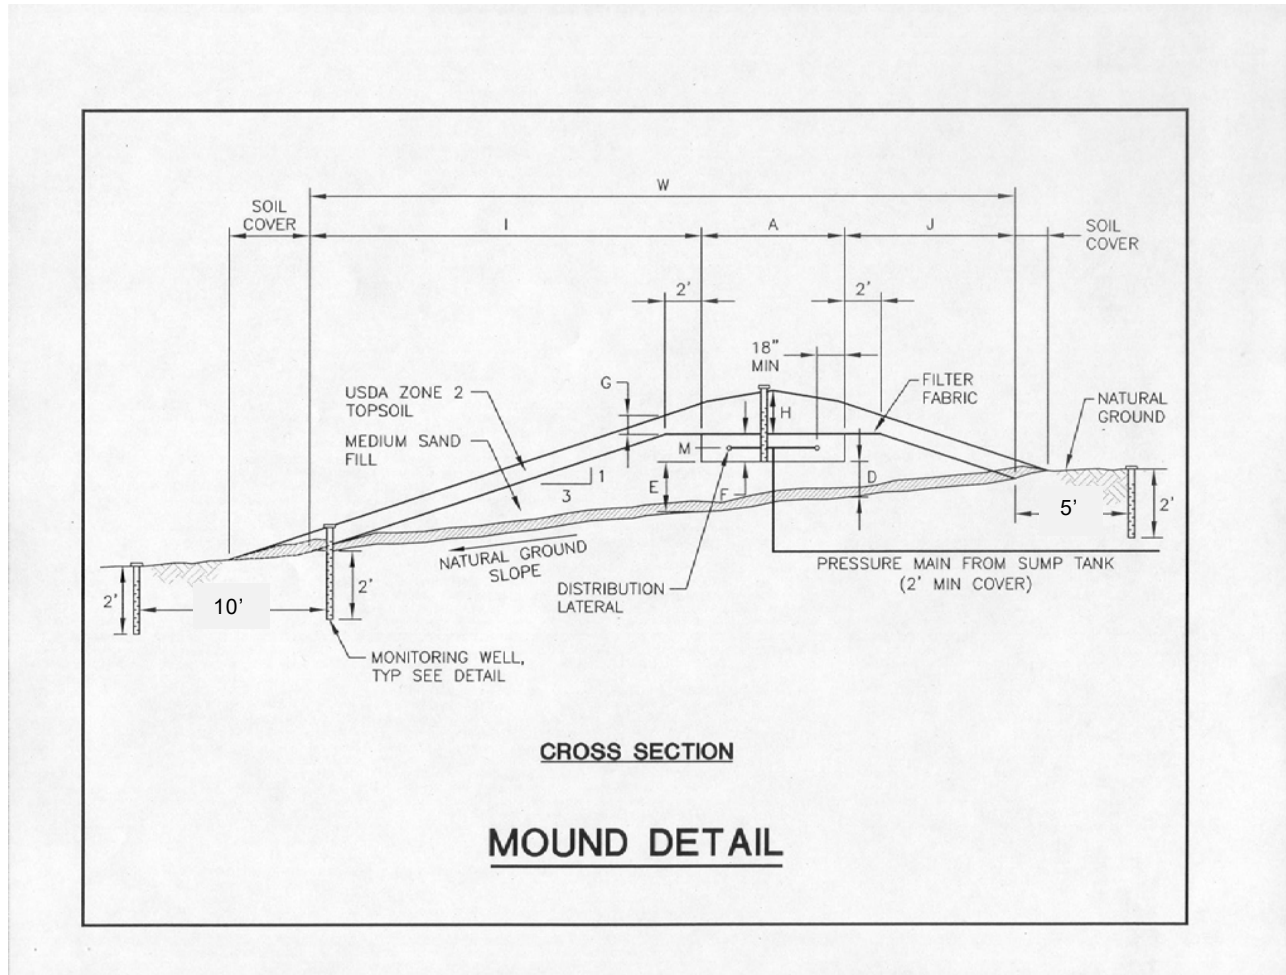 W
SOIL
COVER
I
A
J
SOIL
COVER
2'
2'
18"
MIN
G
USDA ZONE 2
TOPSOIL
FILTER
FABRIC
NATURAL
GROUND
H
MEDIUM SAND
FILL
M
1
3
E
F
D
5'
2'
NATURAL GROUND
SLOPE
PRESSURE MAIN FROM SUMP TANK
(2' MIN COVER)
DISTRIBUTION
LATERAL
2'
10'
2'
MONITORING WELL,
TYP SEE DETAIL
CROSS SECTION
MOUND DETAIL